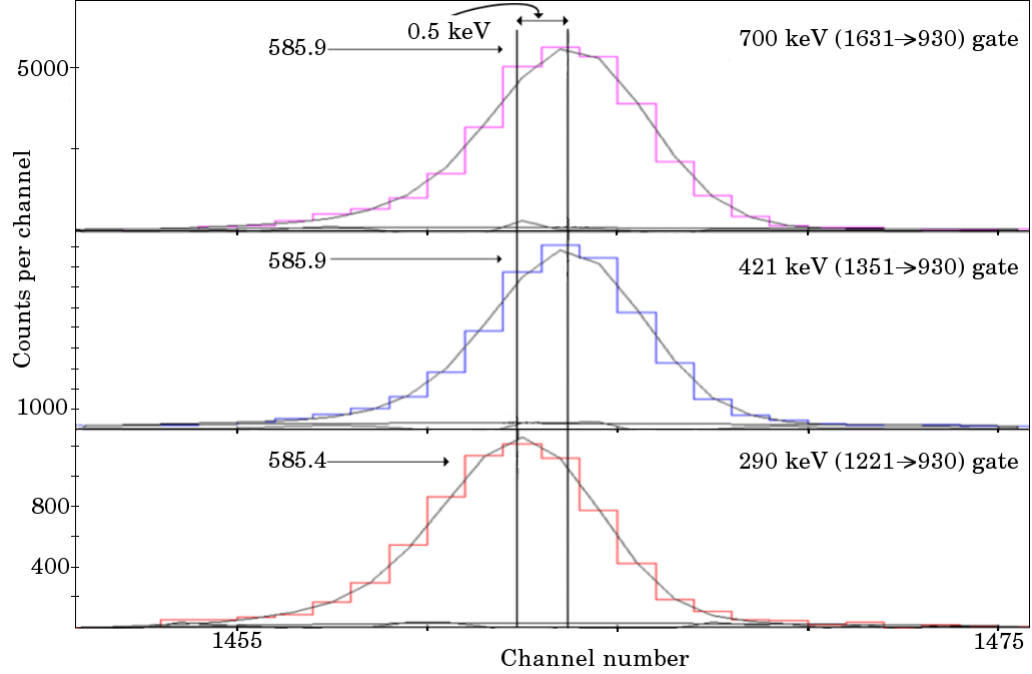 0.5 keV
585.9
700 keV (1631->930) gate
5000
585.9
421 keV (1351->930) gate
Counts per channel
1000
585.4
290 keV (1221->930) gate
800
400
1455
1475
Channel number